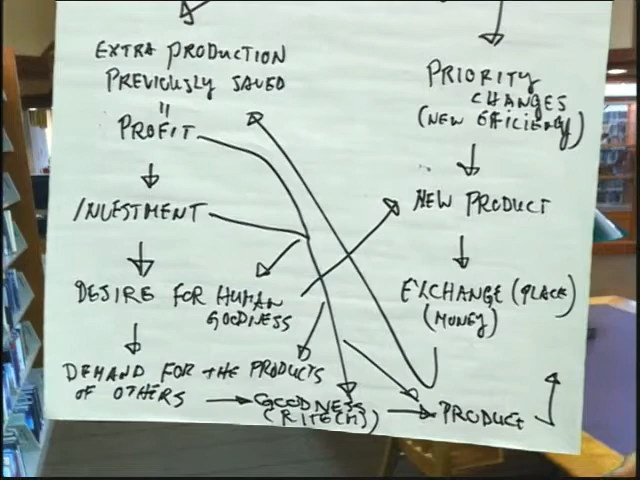 EXTRA PRODUCTION
PREVIOUSLY SAVED
"
PROFIT
INVESTMENT
DESIRE FOR HUMAN
GOODNESS
DEMAND FOR THE PRODUCTS
OF OTHERS
GOODNESS
(RITE(M)
PRODUCT
PRIORITY
CHANGES
(NEW EFFICIENCY)
NEW PRODUCT
EXCHANGE (PLACE)
(MONEY)